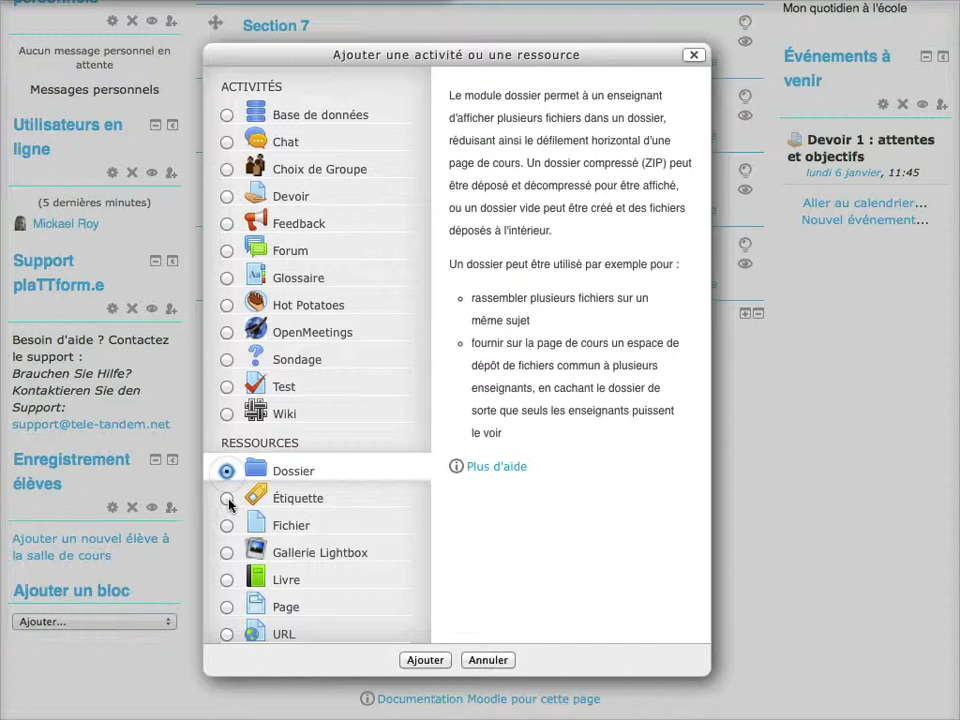 personnels
Aucun message personnel en
attente
Messages personnels
Utilisateurs en
ligne
(5 dernières minutes)
Mickael Roy
Support
plaTTform.e
Besoin d'aide ? Contactez
le support :
Brauchen Sie Hilfe?
Kontaktieren Sie den
Support:
support@tele-tandem.net
Enregistrement
élèves
Ajouter un nouvel élève à
la salle de cours
Ajouter un bloc
Ajouter...
Section 7
Ajouter une activité ou une ressource
ACTIVITÉS
Base de données
Chat
Choix de Groupe
Devoir
Feedback
Forum
Glossaire
Hot Potatoes
OpenMeetings
Sondage
Test
Wiki
RESSOURCES
Dossier
Étiquette
Fichier
Gallerie Lightbox
Livre
Page
URL
Le module dossier permet à un enseignant
d'afficher plusieurs fichiers dans un dossier,
réduisant ainsi le défilement horizontal d'une
page de cours. Un dossier compressé (ZIP) peut
être déposé et décompressé pour être affiché,
ou un dossier vide peut être créé et des fichiers
déposés à l'intérieur.
Un dossier peut être utilisé par exemple pour :
rassembler plusieurs fichiers sur un
même sujet
fournir sur la page de cours un espace de
dépôt de fichiers commun à plusieurs
enseignants, en cachant le dossier de
sorte que seuls les enseignants puissent
le voir
Plus d'aide
Ajouter
Annuler
Documentation Moodle pour cette page
Mon quotidien à l'école
Événements à
venir
Devoir 1 : attentes
et objectifs
lundi 6 janvier, 11:45
Aller au calendrier...
Nouvel événement...